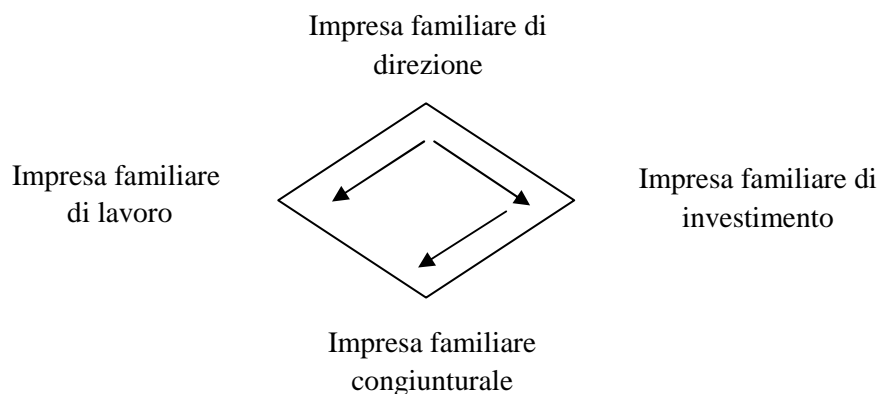 Impresa familiare di
direzione
Impresa familiare
di lavoro
Impresa familiare di
investimento
Impresa familiare
congiunturale